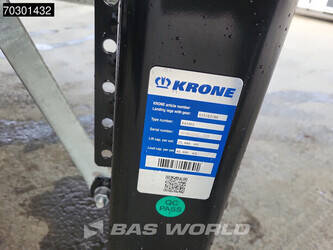 70301432
KRONE
KRONE article number
Landing legs with gear:
Type number:
Serial number:
Lift cap. per set
Load cap. per set
QC
PASS
BAS WORLD